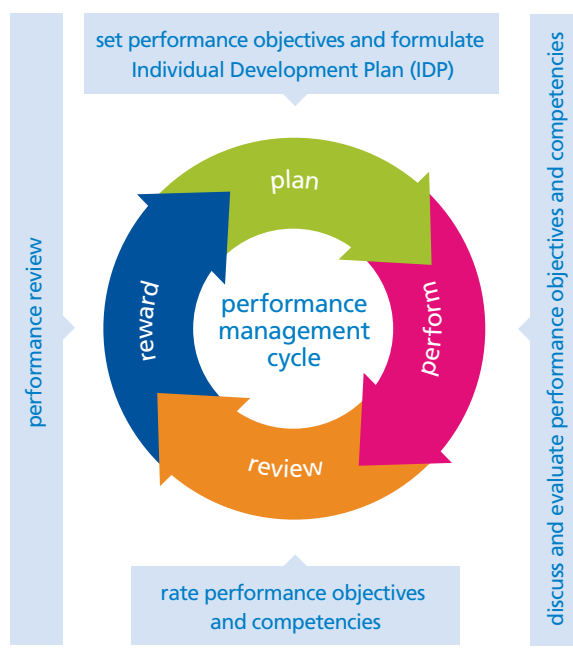 set performance objectives and formulate
Individual Development Plan (IDP)
plan
perform
review
reward
performance
management
cycle
performance review
discuss and evaluate performance objectives and competencies
rate performance objectives
and competencies